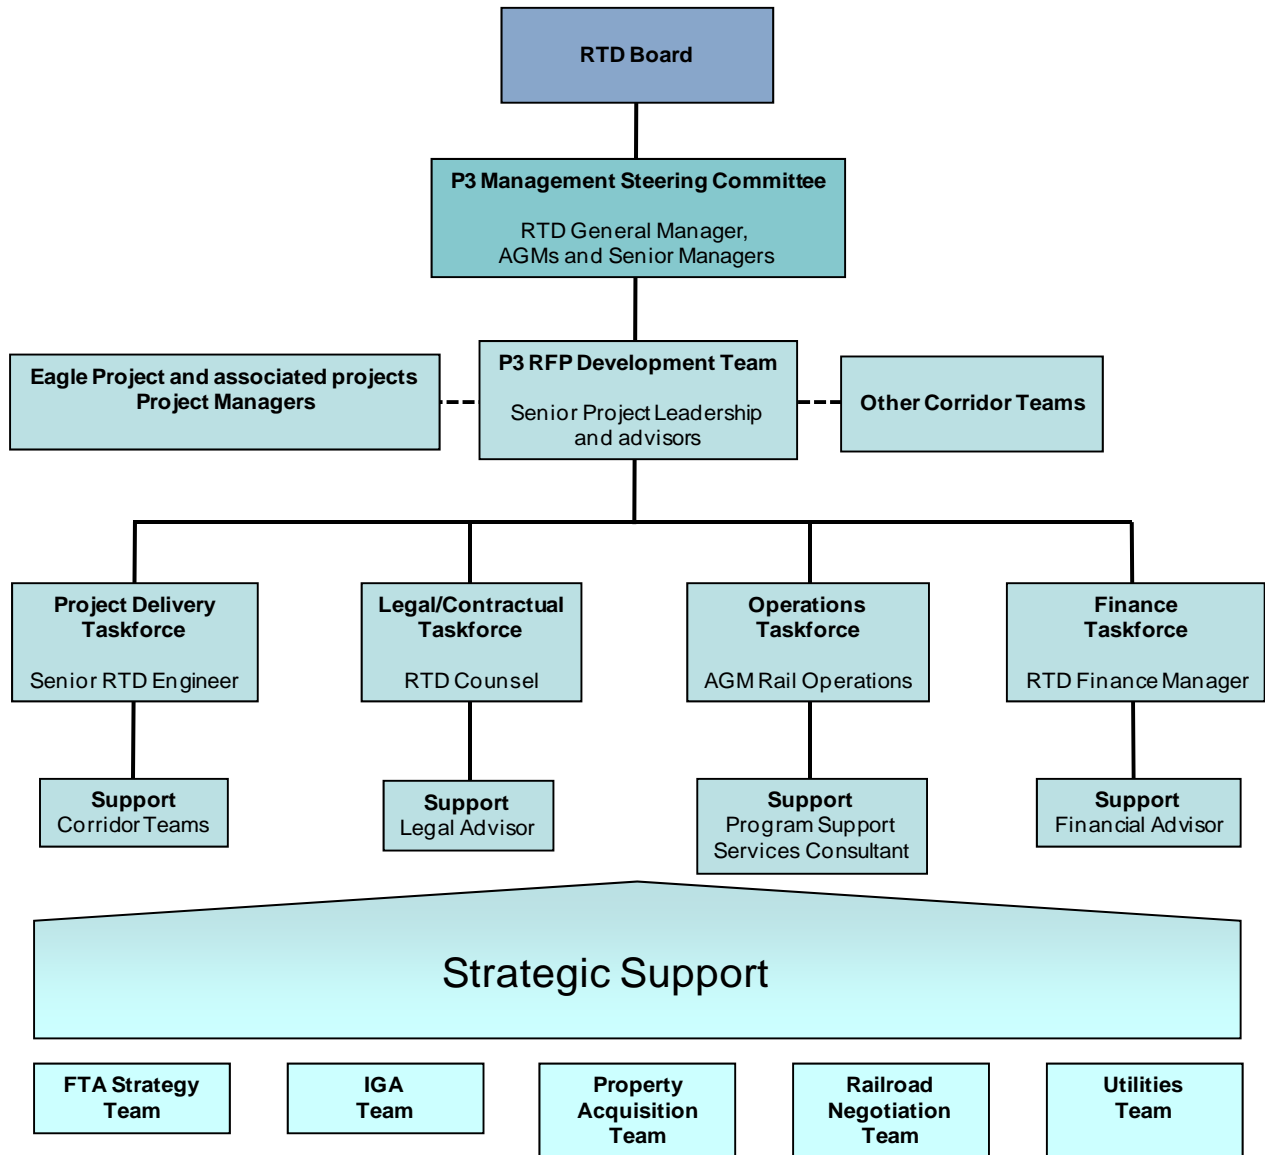 RTD Board
P3 Management Steering Committee
RTD General Manager,
AGMs and Senior Managers
Eagle Project and associated projects
Project Managers
P3 RFP Development Team
Senior Project Leadership
and advisors
Other Corridor Teams
Project Delivery
Taskforce
Senior RTD Engineer
Legal/Contractual
Taskforce
RTD Counsel
Operations
Taskforce
AGM Rail Operations
Finance
Taskforce
RTD Finance Manager
Support
Corridor Teams
Support
Legal Advisor
Support
Program Support
Services Consultant
Support
Financial Advisor
Strategic Support
FTA Strategy
Team
IGA
Team
Property
Acquisition
Team
Railroad
Negotiation
Team
Utilities
Team